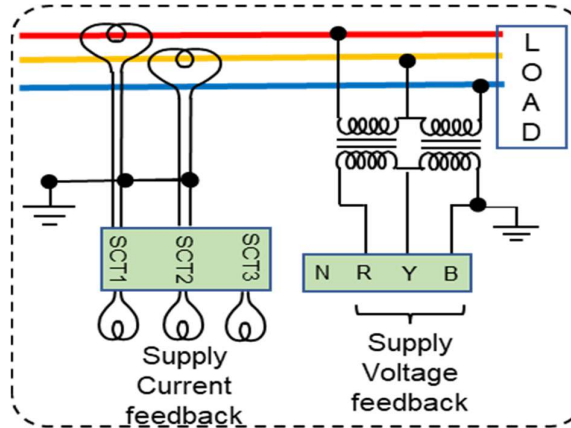 L
O
A
D
SCT1
SCT2
SCT3
N R Y B
Supply
Current
feedback
Supply
Voltage
feedback